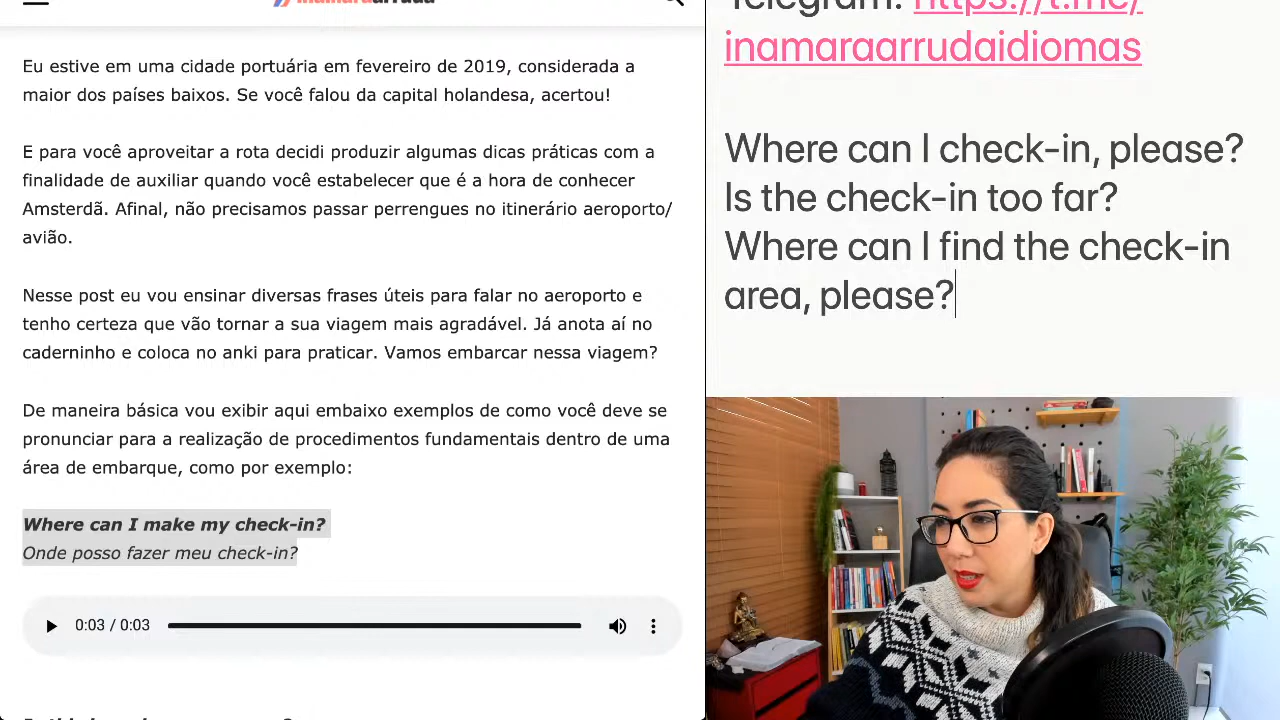 inamaraarruda
Eu estive em uma cidade portuária em fevereiro de 2019, considerada a
maior dos países baixos. Se você falou da capital holandesa, acertou!
E para você aproveitar a rota decidi produzir algumas dicas práticas com a
finalidade de auxiliar quando você estabelecer que é a hora de conhecer
Amsterdã. Afinal, não precisamos passar perrengues no itinerário aeroporto/
avião.
Nesse post eu vou ensinar diversas frases úteis para falar no aeroporto e
tenho certeza que vão tornar a sua viagem mais agradável. Já anota aí no
caderninho e coloca no anki para praticar. Vamos embarcar nessa viagem?
De maneira básica vou exibir aqui embaixo exemplos de como você deve se
pronunciar para a realização de procedimentos fundamentais dentro de uma
área de embarque, como por exemplo:
Where can I make my check-in?
Onde posso fazer meu check-in?
0:03 / 0:03
Telegram: https://t.me/
inamaraarrudaidiomas
Where can I check-in, please?
Is the check-in too far?
Where can I find the check-in
area, please?